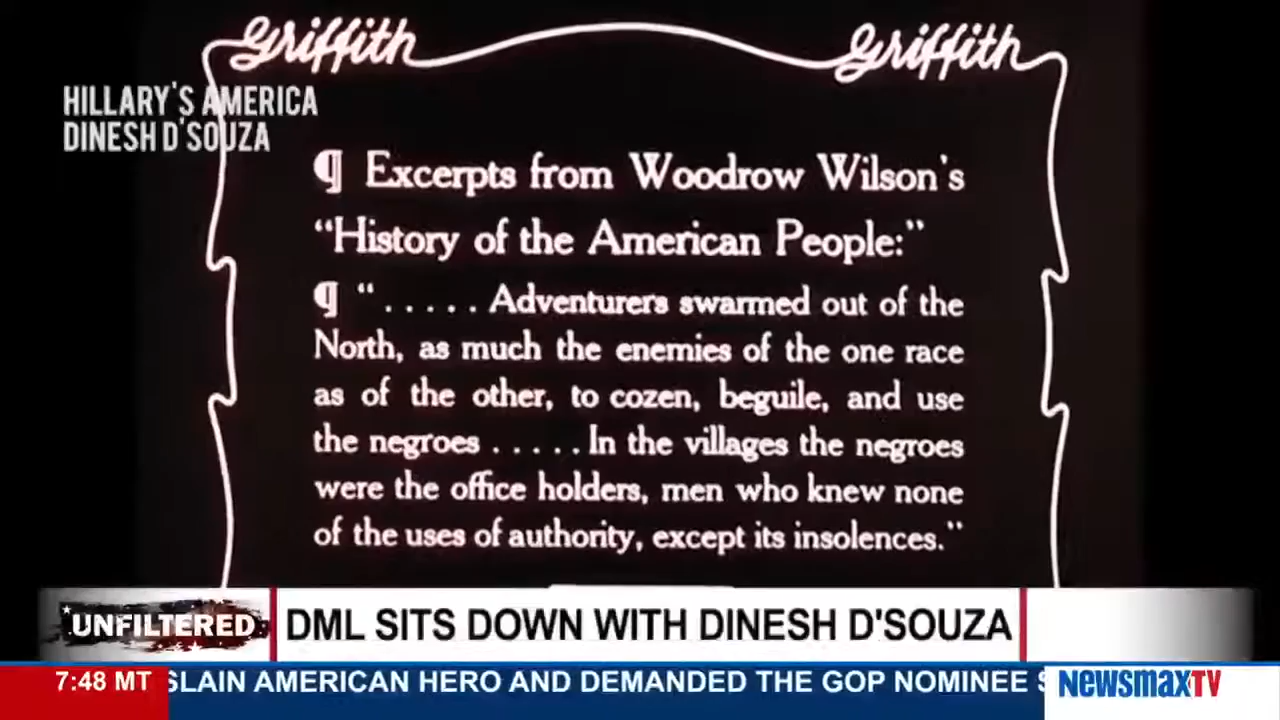 Griffith Griffith
HILLARY'S AMERICA
DINESH D'SOUZA
¶ Excerpts from Woodrow Wilson's
“History of the American People:”
¶ “ . . . . . Adventurers swarmed out of the
North, as much the enemies of the one race
as of the other, to cozen, beguile, and use
the negroes . . . . . In the villages the negroes
were the office holders, men who knew none
of the uses of authority, except its insolences.”
UNFILTERED
DML SITS DOWN WITH DINESH D'SOUZA
7:48 MT
SLAIN AMERICAN HERO AND DEMANDED THE GOP NOMINEE
NEWSMAXTV